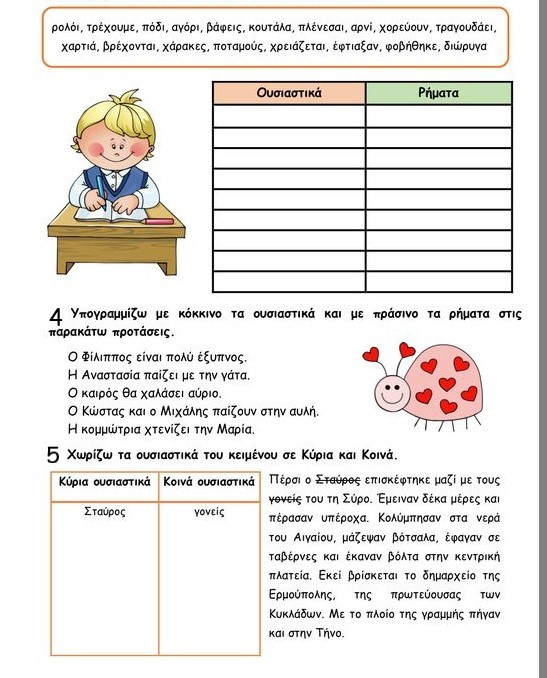 ρολόι, τρέχουμε, πόδι, αγόρι, βάφεις, κουτάλα, πλένεσαι, αρνί, χορεύουν, τραγουδάει,
χαρτιά, βρέχονται, χάρακες, ποταμούς, χρειάζεται, έφτιαξαν, φοβήθηκε, διώρυγα
Ουσιαστικά Ρήματα
4 Υπογραμμίζω με κόκκινο τα ουσιαστικά και με πράσινο τα ρήματα στις
παρακάτω προτάσεις.
Ο Φίλιππος είναι πολύ έξυπνος.
Η Αναστασία παίζει με την γάτα.
Ο καιρός θα χαλάσει αύριο.
Ο Κώστας και ο Μιχάλης παίζουν στην αυλή.
Η κομμώτρια χτενίζει την Μαρία.
5 Χωρίζω τα ουσιαστικά του κειμένου σε Κύρια και Κοινά.
Κύρια ουσιαστικά Κοινά ουσιαστικά
Σταύρος γονείς
Πέρσι ο Σταύρος επισκέφτηκε μαζί με τους
γονείς του τη Σύρο. Έμειναν δέκα μέρες και
πέρασαν υπέροχα. Κολύμπησαν στα νερά
του Αιγαίου, μάζεψαν βότσαλα, έφαγαν σε
ταβέρνες και έκαναν βόλτα στην κεντρική
πλατεία. Εκεί βρίσκεται το δημαρχείο της
Ερμούπολης, της πρωτεύουσας των
Κυκλάδων. Με το πλοίο της γραμμής πήγαν
και στην Τήνο.